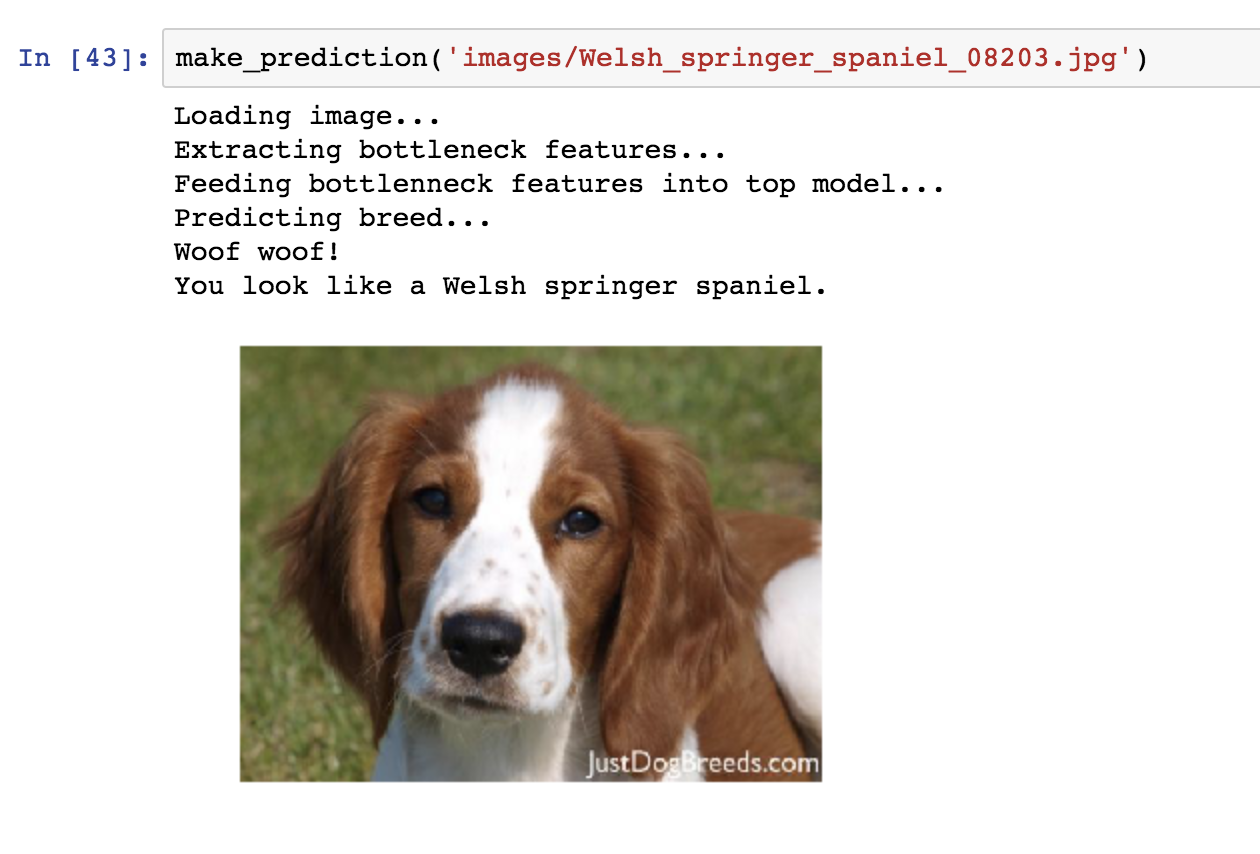 In [43]: make_prediction('images/Welsh_springer_spaniel_08203.jpg')
Loading image...
Extracting bottleneck features...
Feeding bottlenneck features into top model...
Predicting breed...
Woof woof!
You look like a Welsh springer spaniel.
JustDogBreeds.com